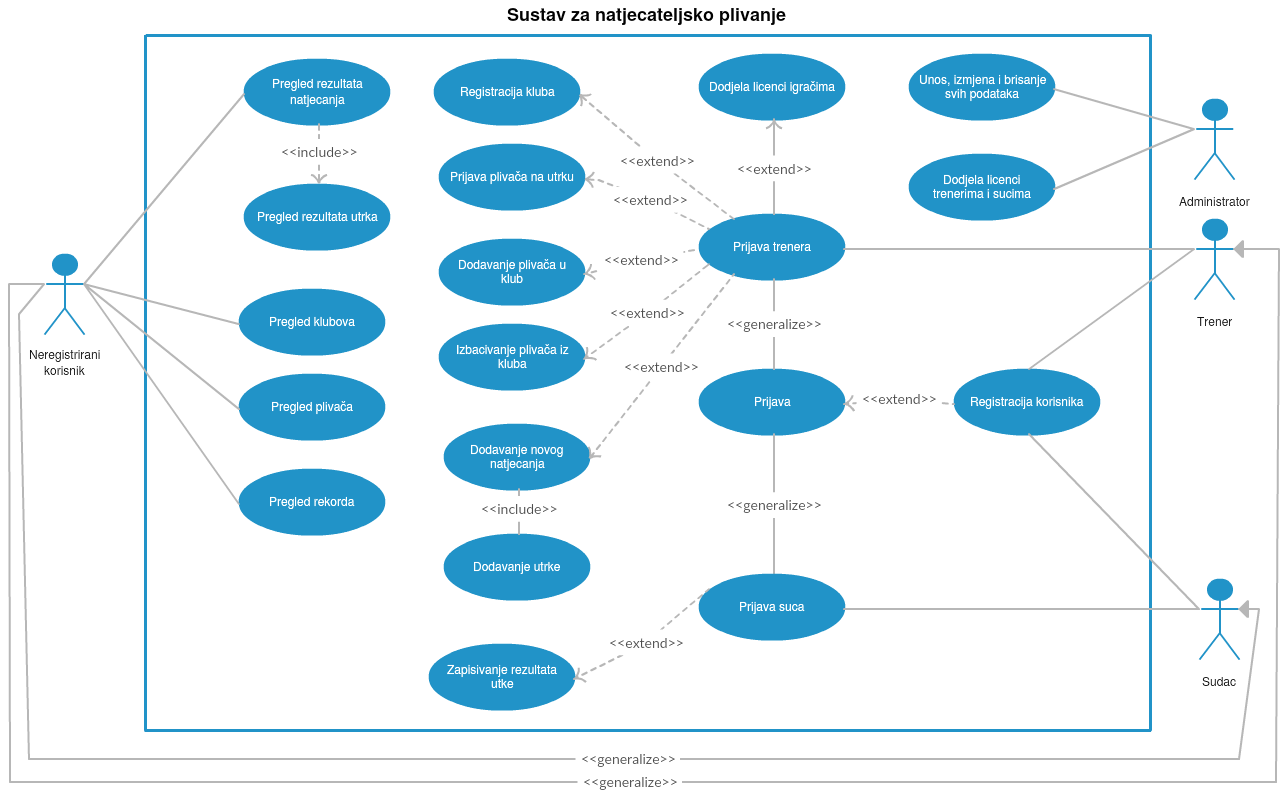 Sustav za natjecateljsko plivanje
Pregled rezultata
natjecanja
<<include>>
Pregled rezultata utrka
Pregled klubova
Pregled plivača
Pregled rekorda
Neregistrirani
korisnik
Registracija kluba
Prijava plivača na utrku
Dodavanje plivača u
klub
Izbacivanje plivača iz
kluba
Dodavanje novog
natjecanja
<<include>>
Dodavanje utrke
Zapisivanje rezultata
utke
<<extend>>
<<extend>>
<<extend>>
<<extend>>
<<extend>>
<<extend>>
Dodjela licenci igračima
<<extend>>
Prijava trenera
<<generalize>>
Prijava
<<generalize>>
Prijava suca
<<extend>>
Registracija korisnika
Unos, izmjena i brisanje
svih podataka
Dodjela licenci
trenerima i sucima
Administrator
Trener
Sudac
<<generalize>>
<<generalize>>